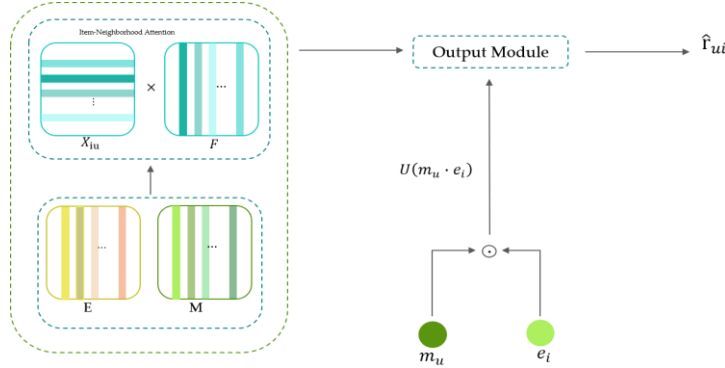 Item-Neighborhood Attention
⋮
×
...
X_iu
F
...
...
E
M
Output Module
r̂_ui
U(m_u · e_i)
⊙
m_u
e_i